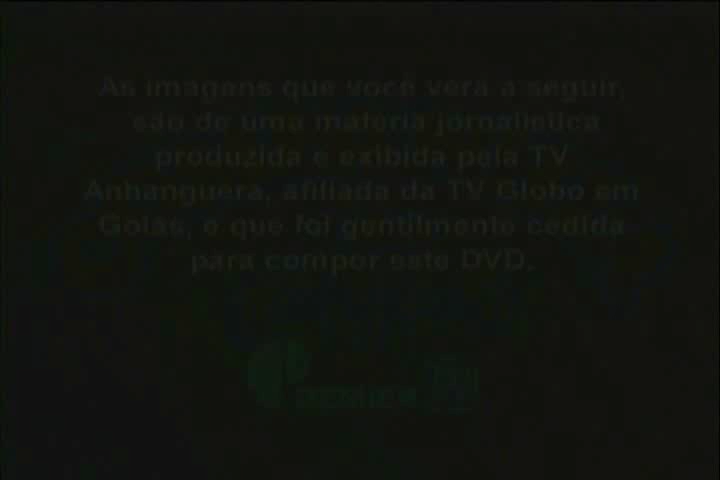 As imagens que você verá a seguir,
são de uma matéria jornalística
produzida e exibida pela TV
Anhanguera, afiliada da TV Globo em
Goiás, e que foi gentilmente cedida
para compor este DVD.